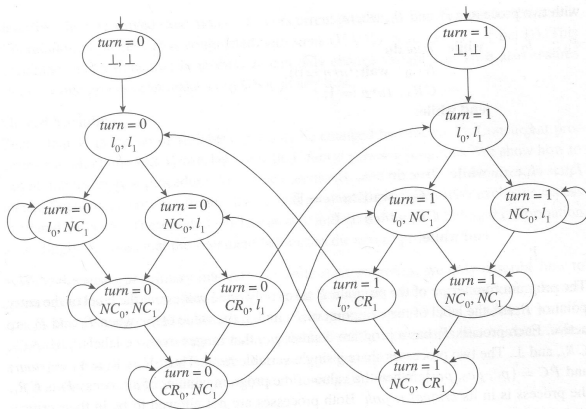 turn = 0
⊥, ⊥
turn = 1
⊥, ⊥
turn = 0
l₀, l₁
turn = 1
l₀, l₁
turn = 0
l₀, NC₁
turn = 0
NC₀, l₁
turn = 1
l₀, NC₁
turn = 1
NC₀, l₁
turn = 0
NC₀, NC₁
turn = 0
CR₀, l₁
turn = 1
l₀, CR₁
turn = 1
NC₀, NC₁
turn = 0
CR₀, NC₁
turn = 1
NC₀, CR₁